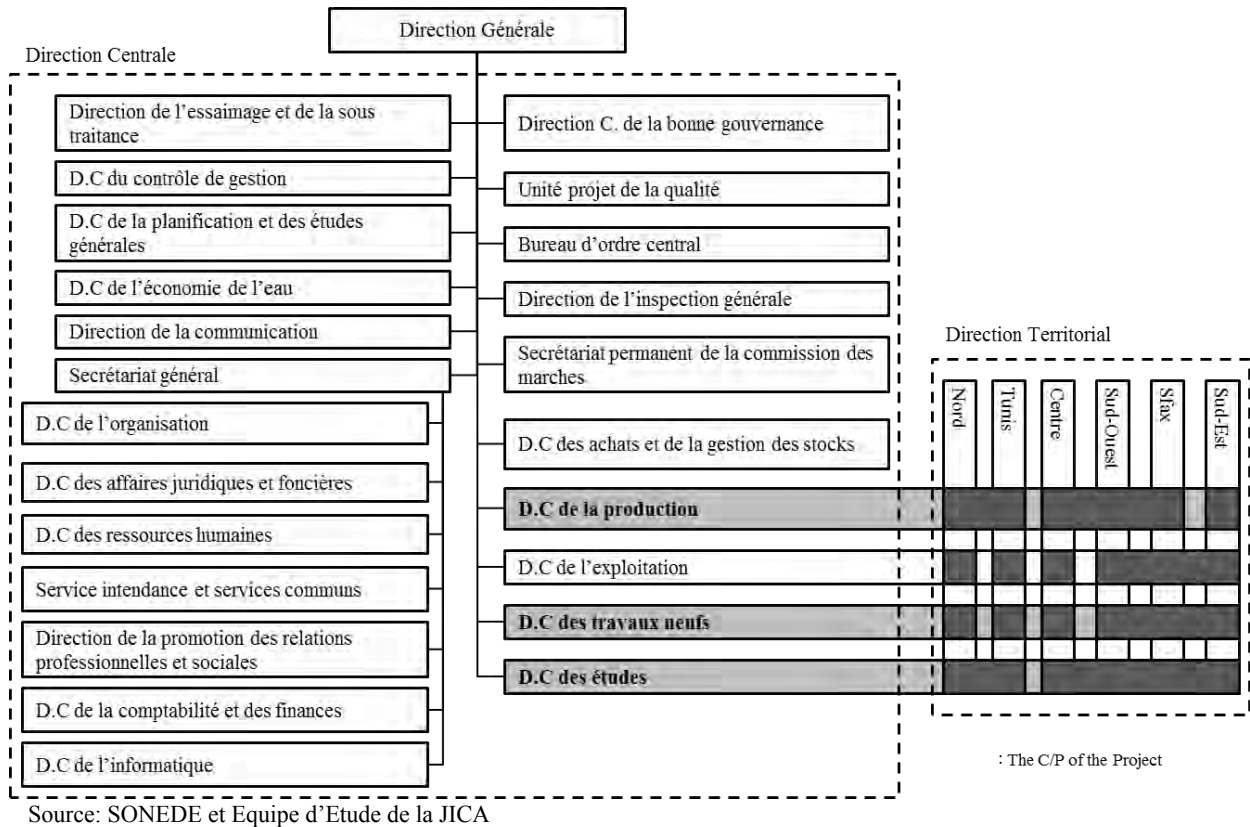 Direction Générale
Direction Centrale
Direction de l'essaimage et de la sous
traitance
D.C du contrôle de gestion
D.C de la planification et des études
générales
D.C de l'économie de l'eau
Direction de la communication
Secrétariat général
D.C de l'organisation
D.C des affaires juridiques et foncières
D.C des ressources humaines
Service intendance et services communs
Direction de la promotion des relations
professionnelles et sociales
D.C de la comptabilité et des finances
D.C de l'informatique
Direction C. de la bonne gouvernance
Unité projet de la qualité
Bureau d'ordre central
Direction de l'inspection générale
Secrétariat permanent de la commission des
marches
D.C des achats et de la gestion des stocks
D.C de la production
D.C de l'exploitation
D.C des travaux neufs
D.C des études
Direction Territorial
Nord
Tunis
Centre
Sud-Ouest
Sfax
Sud-Est
: The C/P of the Project
Source: SONEDE et Equipe d'Etude de la JICA